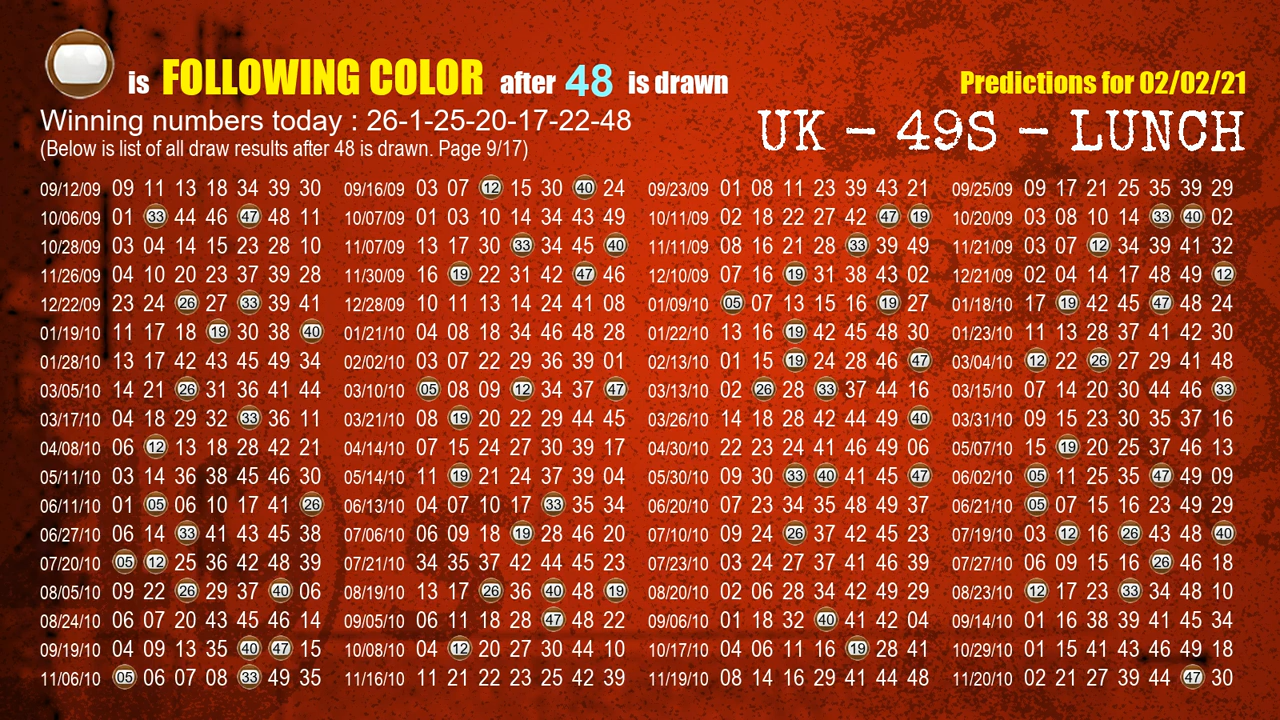 is FOLLOWING COLOR after 48 is drawn
Predictions for 02/02/21
Winning numbers today : 26-1-25-20-17-22-48
UK - 49S - LUNCH
(Below is list of all draw results after 48 is drawn. Page 9/17)
09/12/09 09 11 13 18 34 39 30 09/16/09 03 07 12 15 30 40 24 09/23/09 01 08 11 23 39 43 21 09/25/09 09 17 21 25 35 39 29
10/06/09 01 33 44 46 47 48 11 10/07/09 01 03 10 14 34 43 49 10/11/09 02 18 22 27 42 47 19 10/20/09 03 08 10 14 33 40 02
10/28/09 03 04 14 15 23 28 10 11/07/09 13 17 30 33 34 45 40 11/11/09 08 16 21 28 33 39 49 11/21/09 03 07 12 34 39 41 32
11/26/09 04 10 20 23 37 39 28 11/30/09 16 19 22 31 42 47 46 12/10/09 07 16 19 31 38 43 02 12/21/09 02 04 14 17 48 49 12
12/22/09 23 24 26 27 33 39 41 12/28/09 10 11 13 14 24 41 08 01/09/10 05 07 13 15 16 19 27 01/18/10 17 19 42 45 47 48 24
01/19/10 11 17 18 19 30 38 40 01/21/10 04 08 18 34 46 48 28 01/22/10 13 16 19 42 45 48 30 01/23/10 11 13 28 37 41 42 30
01/28/10 13 17 42 43 45 49 34 02/02/10 03 07 22 29 36 39 01 02/13/10 01 15 19 24 28 46 47 03/04/10 12 22 26 27 29 41 48
03/05/10 14 21 26 31 36 41 44 03/10/10 05 08 09 12 34 37 47 03/13/10 02 26 28 33 37 44 16 03/15/10 07 14 20 30 44 46 33
03/17/10 04 18 29 32 33 36 11 03/21/10 08 19 20 22 29 44 45 03/26/10 14 18 28 42 44 49 40 03/31/10 09 15 23 30 35 37 16
04/08/10 06 12 13 18 28 42 21 04/14/10 07 15 24 27 30 39 17 04/30/10 22 23 24 41 46 49 06 05/07/10 15 19 20 25 37 46 13
05/11/10 03 14 36 38 45 46 30 05/14/10 11 19 21 24 37 39 04 05/30/10 09 30 33 40 41 45 47 06/02/10 05 11 25 35 47 49 09
06/11/10 01 05 06 10 17 41 26 06/13/10 04 07 10 17 33 35 34 06/20/10 07 23 34 35 48 49 37 06/21/10 05 07 15 16 23 49 29
06/27/10 06 14 33 41 43 45 38 07/06/10 06 09 18 19 28 46 20 07/10/10 09 24 26 37 42 45 23 07/19/10 03 12 16 26 43 48 40
07/20/10 05 12 25 36 42 48 39 07/21/10 34 35 37 42 44 45 23 07/23/10 03 24 27 37 41 46 49 07/27/10 06 09 15 16 26 46 18
08/05/10 09 22 26 29 37 40 06 08/19/10 13 17 26 36 40 48 19 08/20/10 02 06 28 34 42 49 29 08/23/10 12 17 23 33 34 48 10
08/24/10 06 07 20 43 45 46 14 09/05/10 06 11 18 28 47 48 22 09/06/10 01 18 32 40 41 42 04 09/14/10 01 16 38 39 41 45 34
09/19/10 04 09 13 35 40 47 15 10/08/10 04 12 20 27 30 44 10 10/17/10 04 06 11 16 19 28 41 10/29/10 01 15 41 46 49 18
11/06/10 05 06 07 08 33 49 35 11/16/10 11 21 22 23 25 42 39 11/19/10 08 14 16 29 41 44 48 11/20/10 02 21 27 39 44 47 30